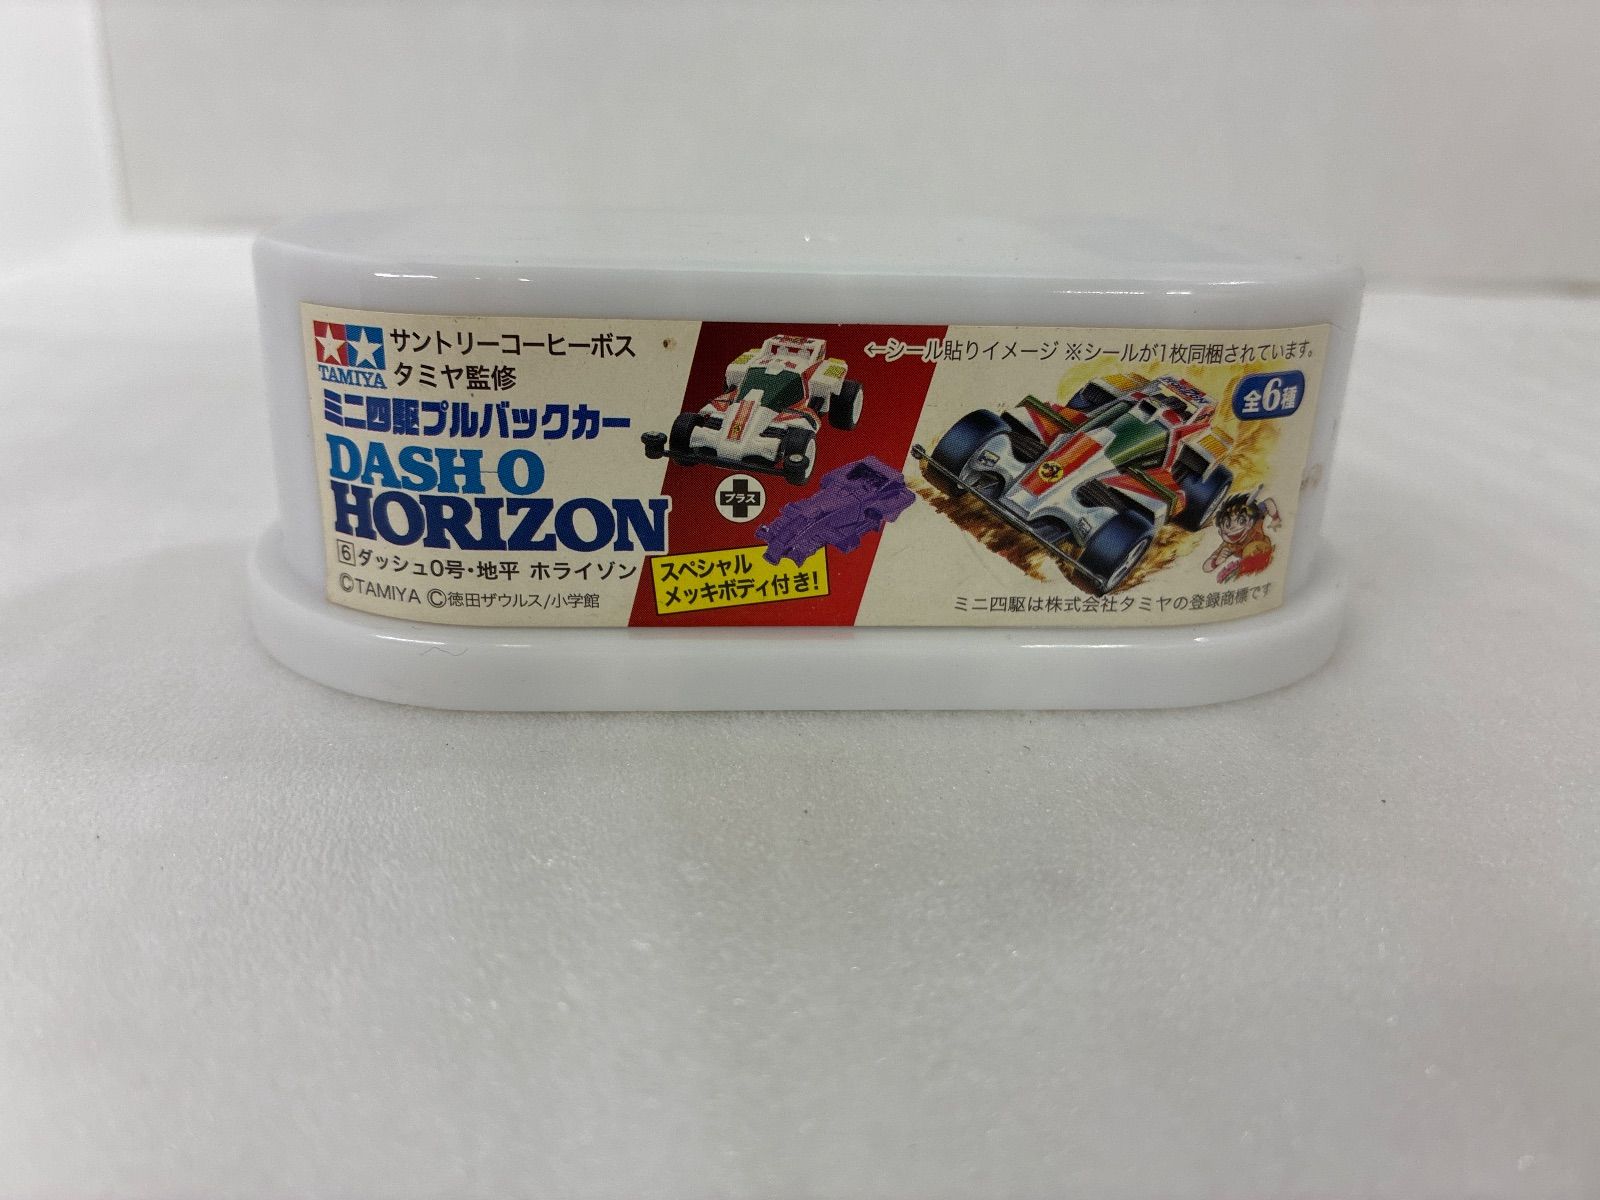 TAMIYA
サントリーコーヒーボス
タミヤ監修
ミニ四駆プルバックカー
DASH 0
HORIZON
6 ダッシュ0号・地平 ホライゾン
©TAMIYA ©徳田ザウルス/小学館
プラス
スペシャル
メッキボディ付き!
←シール貼りイメージ ※シールが1枚同梱されています。
全6種
ミニ四駆は株式会社タミヤの登録商標です